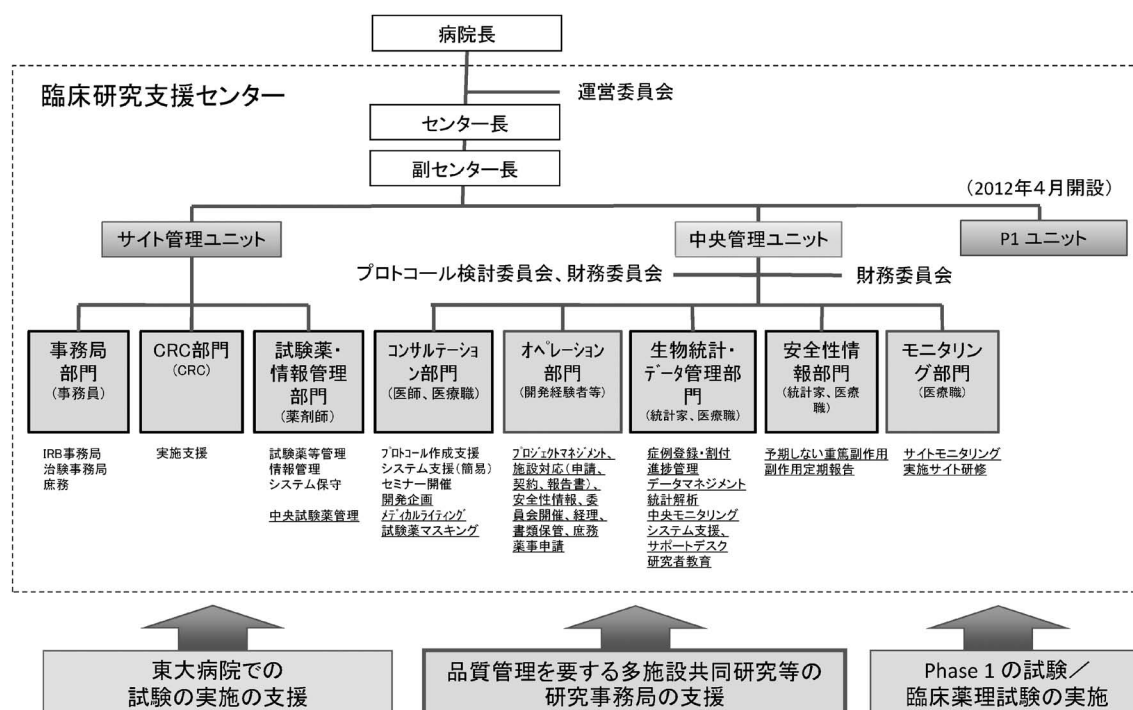 病院長
臨床研究支援センター
運営委員会
センター長
副センター長
(2012年4月開設)
サイト管理ユニット
中央管理ユニット
P1 ユニット
プロトコール検討委員会、財務委員会
財務委員会
事務局
部門
(事務員)
CRC部門
(CRC)
試験薬・
情報管理
部門
(薬剤師)
コンサルテーショ
ン部門
(医師、医療職)
オペレーション
部門
(開発経験者等)
生物統計・
データ管理部
門
(統計家、医療職)
安全性情
報部門
(統計家、医療
職)
モニタリン
グ部門
(医療職)
IRB事務局
治験事務局
庶務
実施支援
試験薬等管理
情報管理
システム保守
中央試験薬管理
プロトコール作成支援
システム支援(簡易)
セミナー開催
開発企画
メディカルライティング
試験薬マスキング
プロジェクトマネジメント、
施設対応(申請、
契約、報告書)、
安全性情報、委
員会開催、経理、
書類保管、庶務
薬事申請
症例登録・割付
進捗管理
データマネジメント
統計解析
中央モニタリング
システム支援、
サポートデスク
研究者教育
予期しない重篤副作用
副作用定期報告
サイトモニタリング
実施サイト研修
東大病院での
試験の実施の支援
品質管理を要する多施設共同研究等の
研究事務局の支援
Phase 1 の試験／
臨床薬理試験の実施